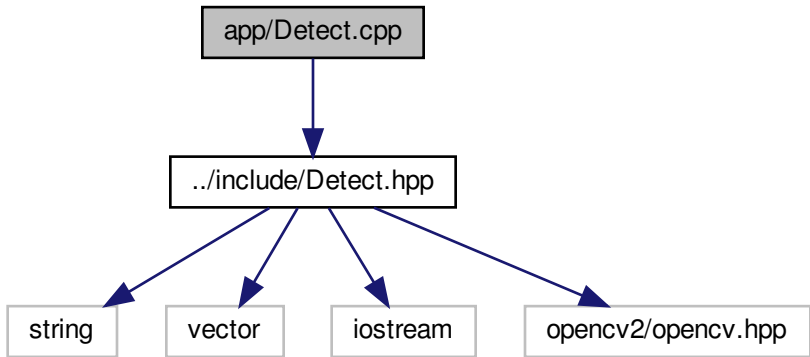 app/Detect.cpp
../include/Detect.hpp
string
vector
iostream
opencv2/opencv.hpp